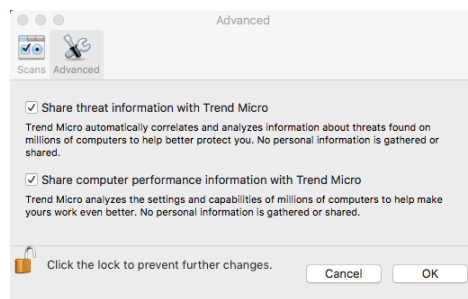 Advanced
Scans Advanced
Share threat information with Trend Micro
Trend Micro automatically correlates and analyzes information about threats found on
millions of computers to help better protect you. No personal information is gathered or
shared.
Share computer performance information with Trend Micro
Trend Micro analyzes the settings and capabilities of millions of computers to help make
yours work even better. No personal information is gathered or shared.
Click the lock to prevent further changes.
Cancel OK